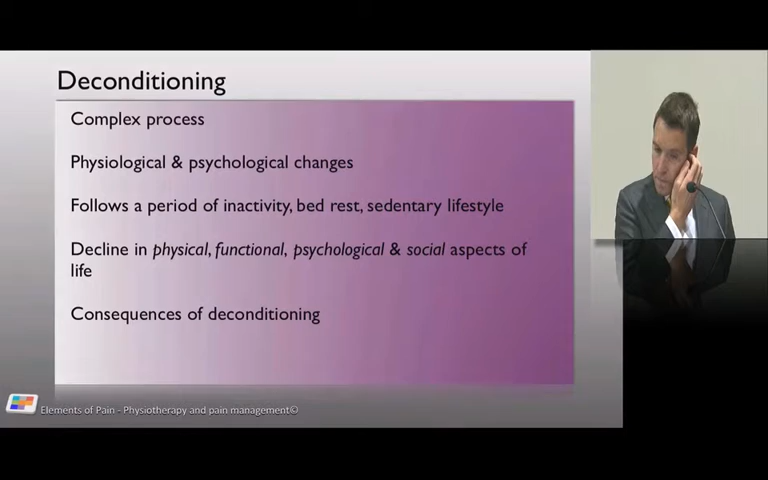 Deconditioning
Complex process
Physiological & psychological changes
Follows a period of inactivity, bed rest, sedentary lifestyle
Decline in physical, functional, psychological & social aspects of
life
Consequences of deconditioning
Elements of Pain - Physiotherapy and pain management©